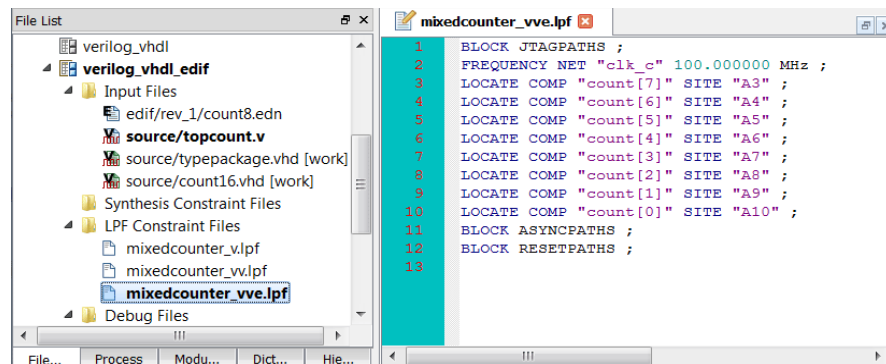 File List
verilog_vhdl
verilog_vhdl_edif
Input Files
edif/rev_1/count8.edn
source/topcount.v
source/typepackage.vhd [work]
source/count16.vhd [work]
Synthesis Constraint Files
LPF Constraint Files
mixedcounter_v.lpf
mixedcounter_vv.lpf
mixedcounter_vve.lpf
Debug Files
File... Process Modu... Dict... Hie...
mixedcounter_vve.lpf
1 BLOCK JTAGPATHS ;
2 FREQUENCY NET "clk_c" 100.000000 MHz ;
3 LOCATE COMP "count[7]" SITE "A3" ;
4 LOCATE COMP "count[6]" SITE "A4" ;
5 LOCATE COMP "count[5]" SITE "A5" ;
6 LOCATE COMP "count[4]" SITE "A6" ;
7 LOCATE COMP "count[3]" SITE "A7" ;
8 LOCATE COMP "count[2]" SITE "A8" ;
9 LOCATE COMP "count[1]" SITE "A9" ;
10 LOCATE COMP "count[0]" SITE "A10" ;
11 BLOCK ASYNCPATHS ;
12 BLOCK RESETPATHS ;
13